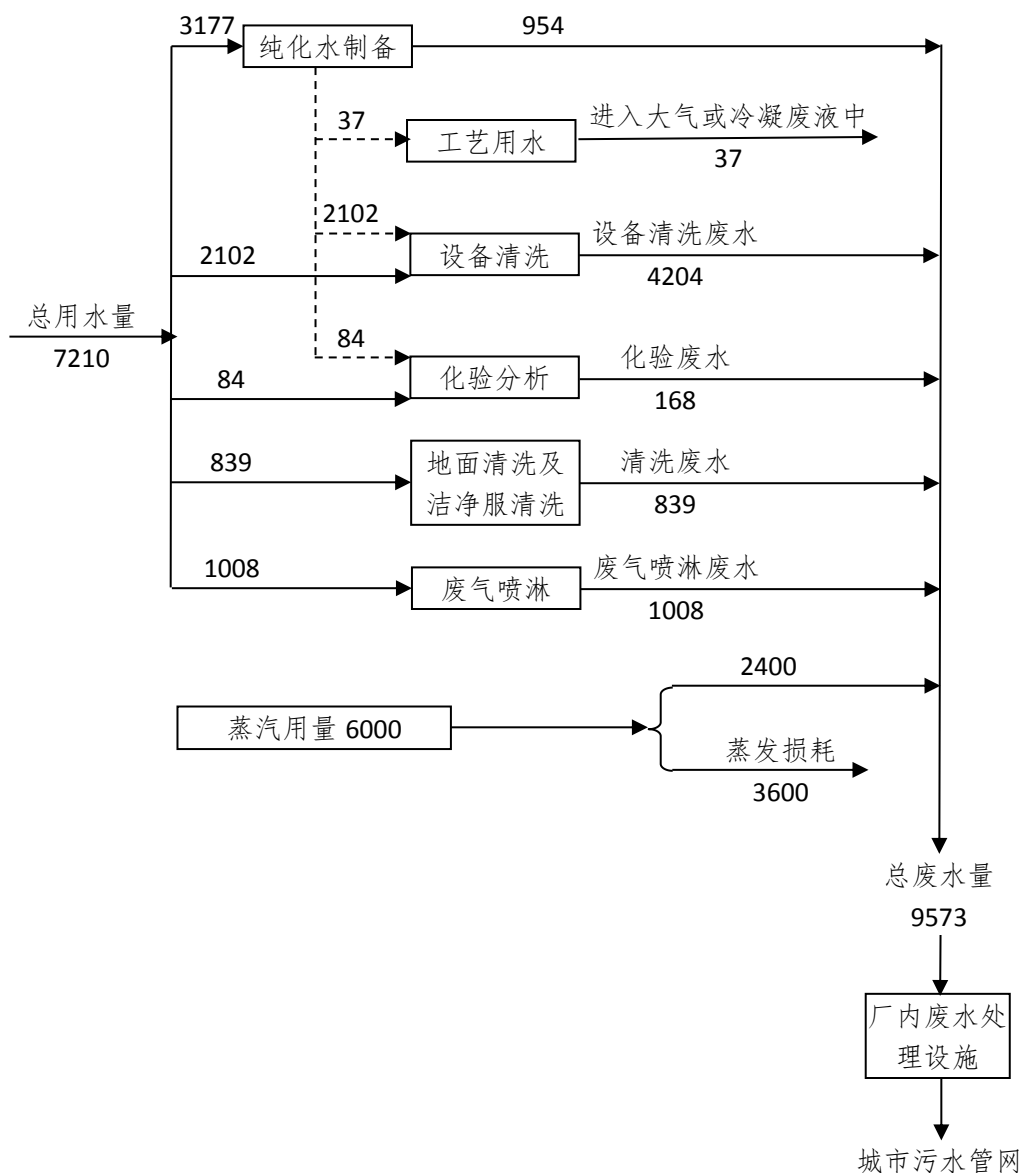 3177
纯化水制备
954
37
工艺用水
进入大气或冷凝废液中
37
2102
2102
设备清洗
设备清洗废水
4204
总用水量
7210
84
84
化验分析
化验废水
168
839
地面清洗及
洁净服清洗
清洗废水
839
1008
废气喷淋
废气喷淋废水
1008
蒸汽用量 6000
2400
蒸发损耗
3600
总废水量
9573
厂内废水处
理设施
城市污水管网